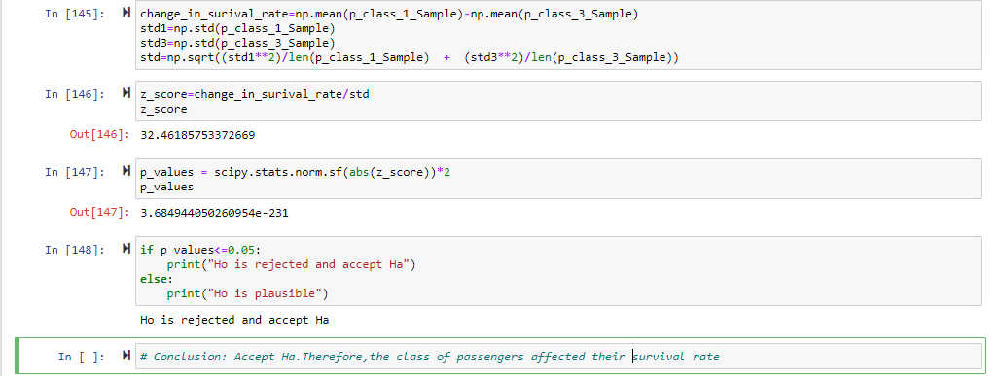 In [145]: change_in_surival_rate=np.mean(p_class_1_Sample)-np.mean(p_class_3_Sample)
std1=np.std(p_class_1_Sample)
std3=np.std(p_class_3_Sample)
std=np.sqrt((std1**2)/len(p_class_1_Sample)  +  (std3**2)/len(p_class_3_Sample))
In [146]: z_score=change_in_surival_rate/std
z_score
Out[146]: 32.46185753372669
In [147]: p_values = scipy.stats.norm.sf(abs(z_score))*2
p_values
Out[147]: 3.684944050260954e-231
In [148]: if p_values<=0.05:
    print("Ho is rejected and accept Ha")
else:
    print("Ho is plausible")
Ho is rejected and accept Ha
In [ ]: # Conclusion: Accept Ha.Therefore,the class of passengers affected their survival rate